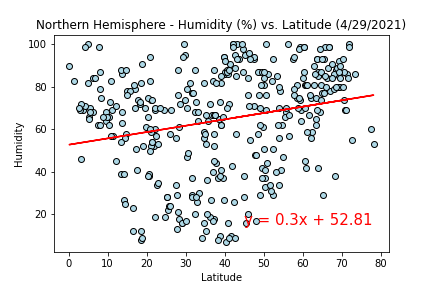 Northern Hemisphere - Humidity (%) vs. Latitude (4/29/2021)
100
80
60
40
20
Humidity
y = 0.3x + 52.81
0 10 20 30 40 50 60 70 80
Latitude